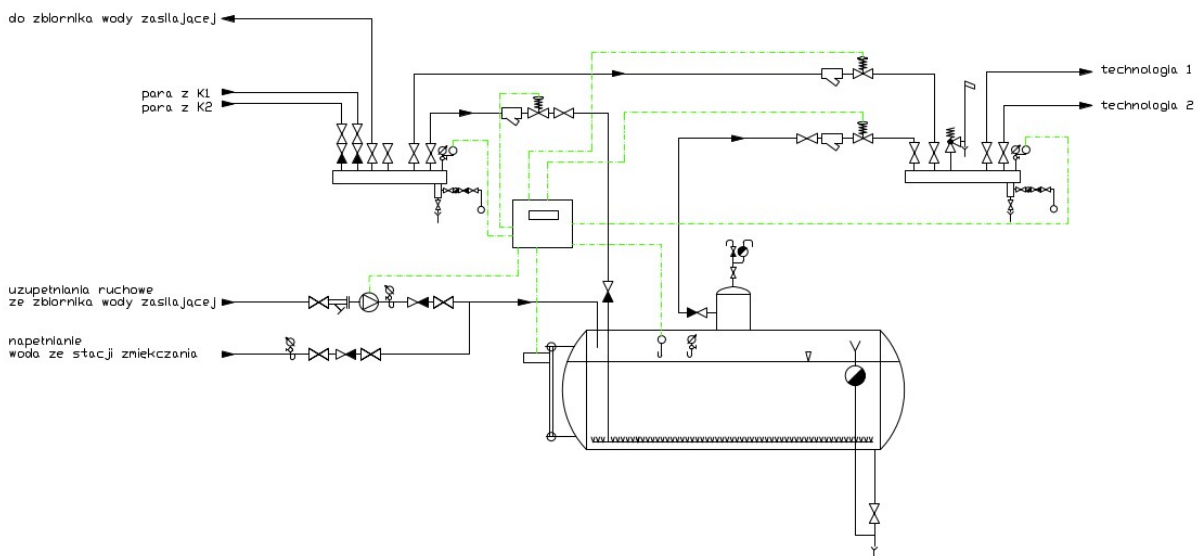 do zbiornika wody zasilającej
para z K1
para z K2
technologia 1
technologia 2
uzupełniania ruchowe
ze zbiornika wody zasilającej
napełnianie
woda ze stacji zmiękczania